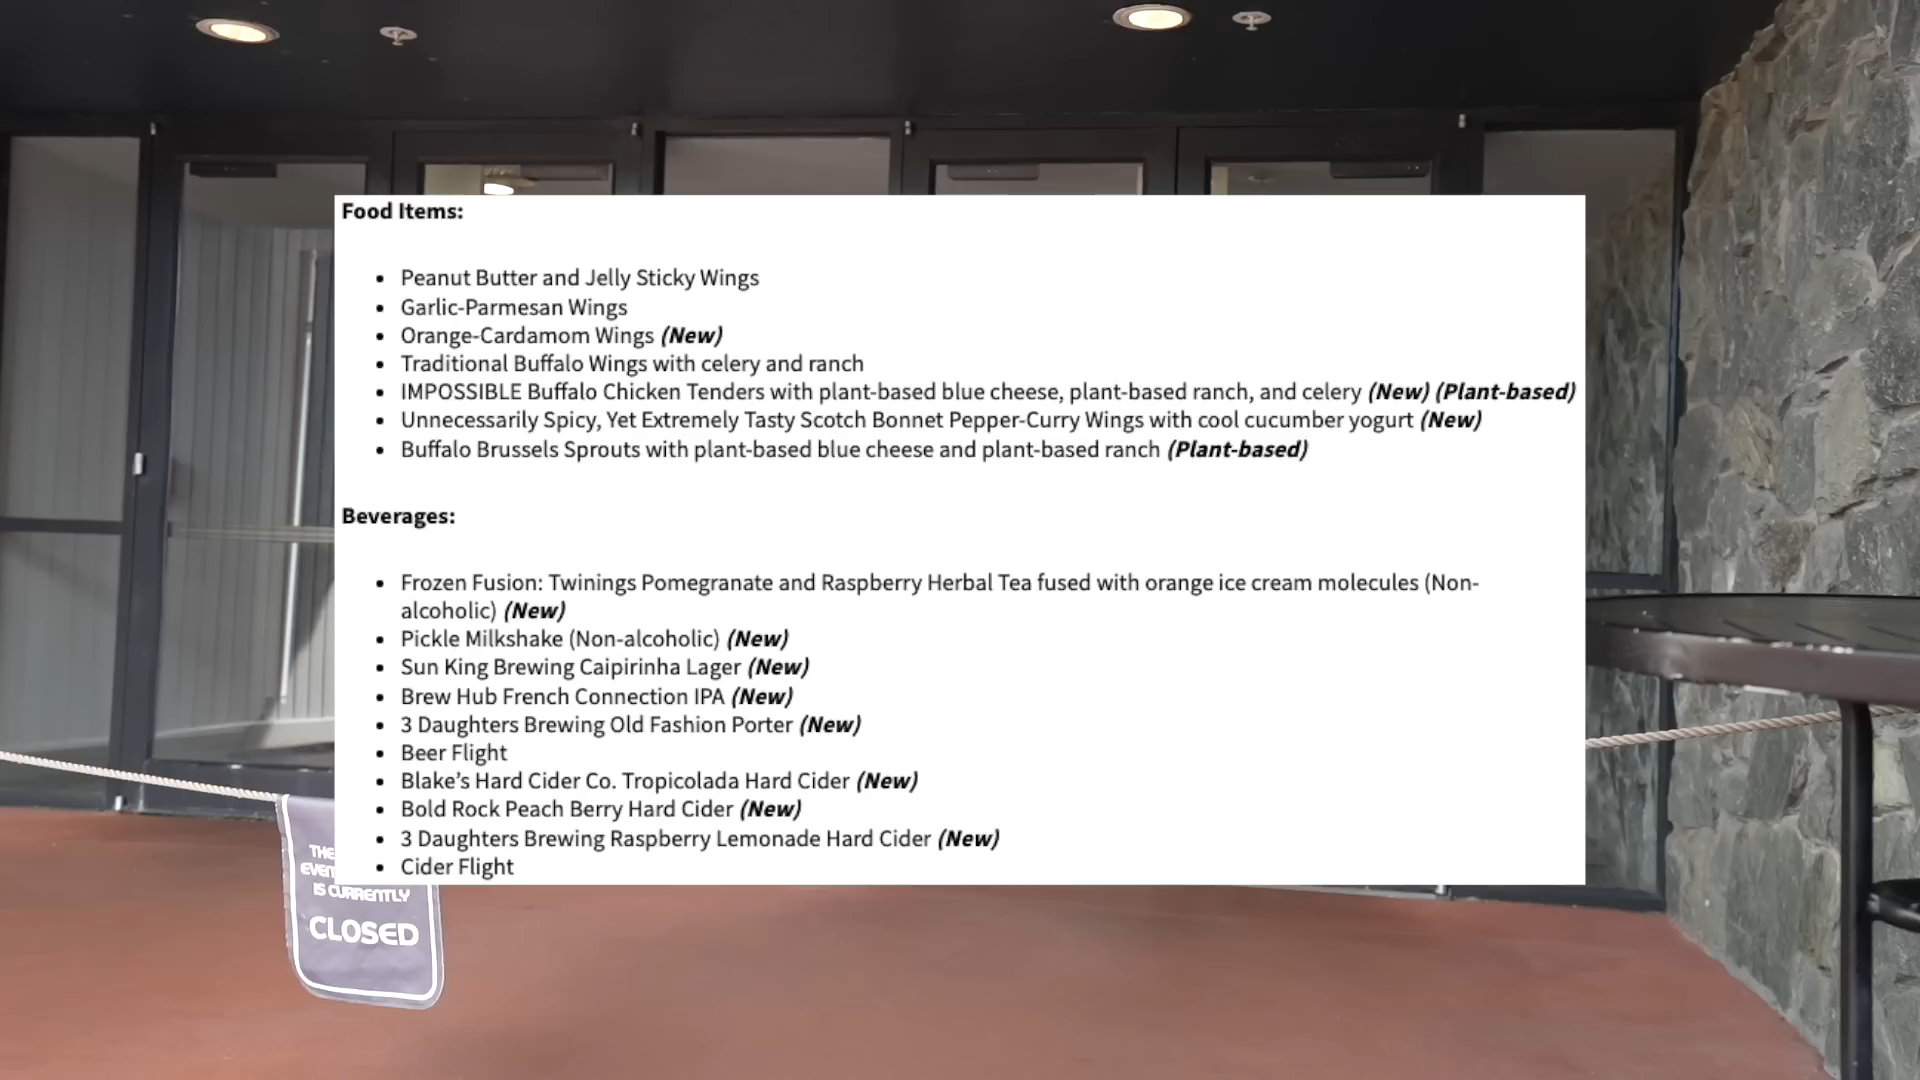 Food Items:
• Peanut Butter and Jelly Sticky Wings
• Garlic-Parmesan Wings
• Orange-Cardamom Wings (New)
• Traditional Buffalo Wings with celery and ranch
• IMPOSSIBLE Buffalo Chicken Tenders with plant-based blue cheese, plant-based ranch, and celery (New) (Plant-based)
• Unnecessarily Spicy, Yet Extremely Tasty Scotch Bonnet Pepper-Curry Wings with cool cucumber yogurt (New)
• Buffalo Brussels Sprouts with plant-based blue cheese and plant-based ranch (Plant-based)
Beverages:
• Frozen Fusion: Twinings Pomegranate and Raspberry Herbal Tea fused with orange ice cream molecules (Non-
alcoholic) (New)
• Pickle Milkshake (Non-alcoholic) (New)
• Sun King Brewing Caipirinha Lager (New)
• Brew Hub French Connection IPA (New)
• 3 Daughters Brewing Old Fashion Porter (New)
• Beer Flight
• Blake’s Hard Cider Co. Tropicolada Hard Cider (New)
• Bold Rock Peach Berry Hard Cider (New)
• 3 Daughters Brewing Raspberry Lemonade Hard Cider (New)
• Cider Flight
THE
IS CURRENTLY
CLOSED